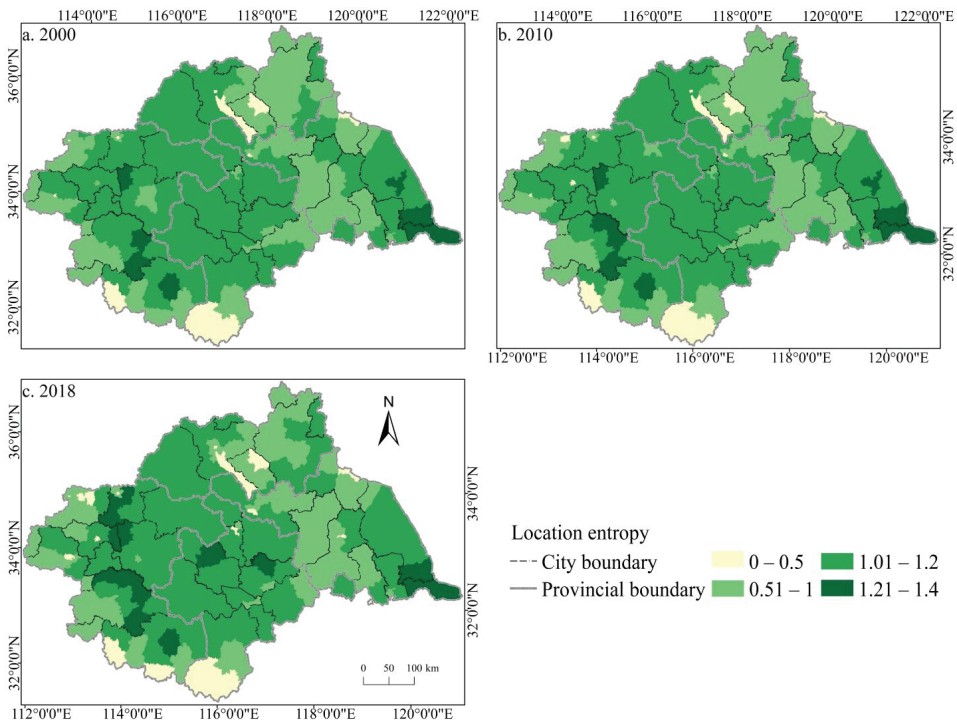 114°0'0"E 116°0'0"E 118°0'0"E 120°0'0"E 122°0'0"E
a. 2000
36°0'0"N
34°0'0"N
32°0'0"N
114°0'0"E 116°0'0"E 118°0'0"E 120°0'0"E 122°0'0"E
b. 2010
34°0'0"N
32°0'0"N
112°0'0"E 114°0'0"E 116°0'0"E 118°0'0"E 120°0'0"E
c. 2018
N
36°0'0"N
34°0'0"N
32°0'0"N
34°0'0"N
32°0'0"N
0 50 100 km
112°0'0"E 114°0'0"E 116°0'0"E 118°0'0"E 120°0'0"E
Location entropy
City boundary 0 – 0.5 1.01 – 1.2
Provincial boundary 0.51 – 1 1.21 – 1.4